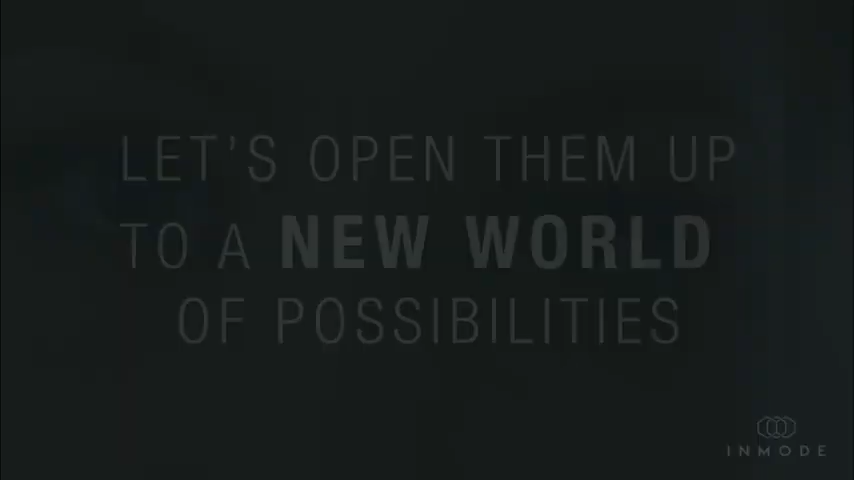 LET'S OPEN THEM UP
TO A NEW WORLD
OF POSSIBILITIES
INMODE